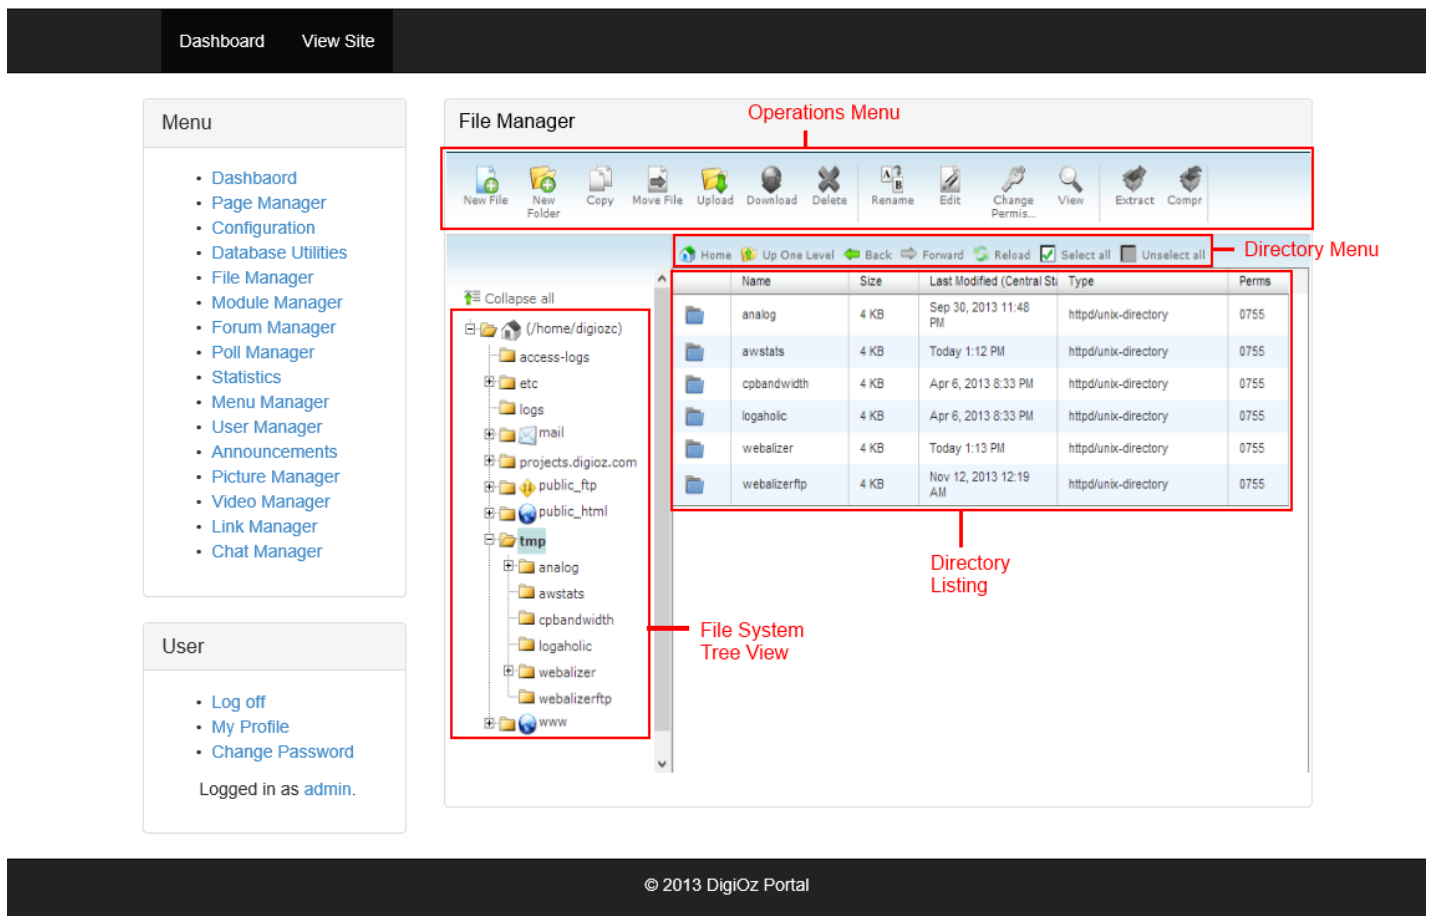 Dashboard View Site
Menu
Dashbaord
Page Manager
Configuration
Database Utilities
File Manager
Module Manager
Forum Manager
Poll Manager
Statistics
Menu Manager
User Manager
Announcements
Picture Manager
Video Manager
Link Manager
Chat Manager
User
Log off
My Profile
Change Password
Logged in as admin.
File Manager
Operations Menu
New File New Folder Copy Move File Upload Download Delete Rename Edit Change Permis... View Extract Compr
Home Up One Level Back Forward Reload Select all Unselect all
Directory Menu
Collapse all
(/home/digiozc)
access-logs
etc
logs
mail
projects.digioz.com
public_ftp
public_html
tmp
analog
awstats
cpbandwidth
logaholic
webalizer
webalizerftp
www
Name Size Last Modified (Central Sta Type Perms
analog 4 KB Sep 30, 2013 11:48 PM httpd/unix-directory 0755
awstats 4 KB Today 1:12 PM httpd/unix-directory 0755
cpbandwidth 4 KB Apr 6, 2013 8:33 PM httpd/unix-directory 0755
logaholic 4 KB Apr 6, 2013 8:33 PM httpd/unix-directory 0755
webalizer 4 KB Today 1:13 PM httpd/unix-directory 0755
webalizerftp 4 KB Nov 12, 2013 12:19 AM httpd/unix-directory 0755
Directory
Listing
File System
Tree View
© 2013 DigiOz Portal